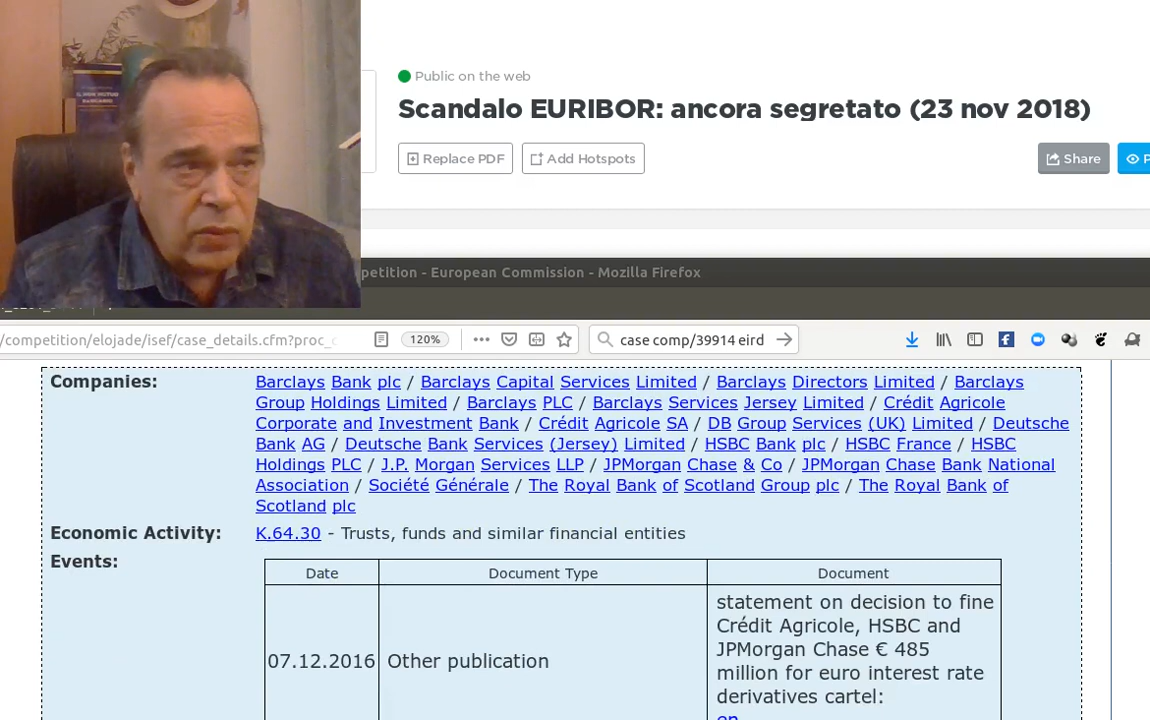 Public on the web
Scandalo EURIBOR: ancora segretato (23 nov 2018)
Replace PDF
Add Hotspots
Share
IL MIO MUTUO
BANCARIO
petition - European Commission - Mozilla Firefox
/competition/elojade/isef/case_details.cfm?proc_c
120%
case comp/39914 eird
Companies:
Barclays Bank plc / Barclays Capital Services Limited / Barclays Directors Limited / Barclays
Group Holdings Limited / Barclays PLC / Barclays Services Jersey Limited / Crédit Agricole
Corporate and Investment Bank / Crédit Agricole SA / DB Group Services (UK) Limited / Deutsche
Bank AG / Deutsche Bank Services (Jersey) Limited / HSBC Bank plc / HSBC France / HSBC
Holdings PLC / J.P. Morgan Services LLP / JPMorgan Chase & Co / JPMorgan Chase Bank National
Association / Société Générale / The Royal Bank of Scotland Group plc / The Royal Bank of
Scotland plc
Economic Activity: K.64.30 - Trusts, funds and similar financial entities
Events:
Date Document Type Document
statement on decision to fine
Crédit Agricole, HSBC and
JPMorgan Chase € 485
million for euro interest rate
derivatives cartel:
en
07.12.2016 Other publication